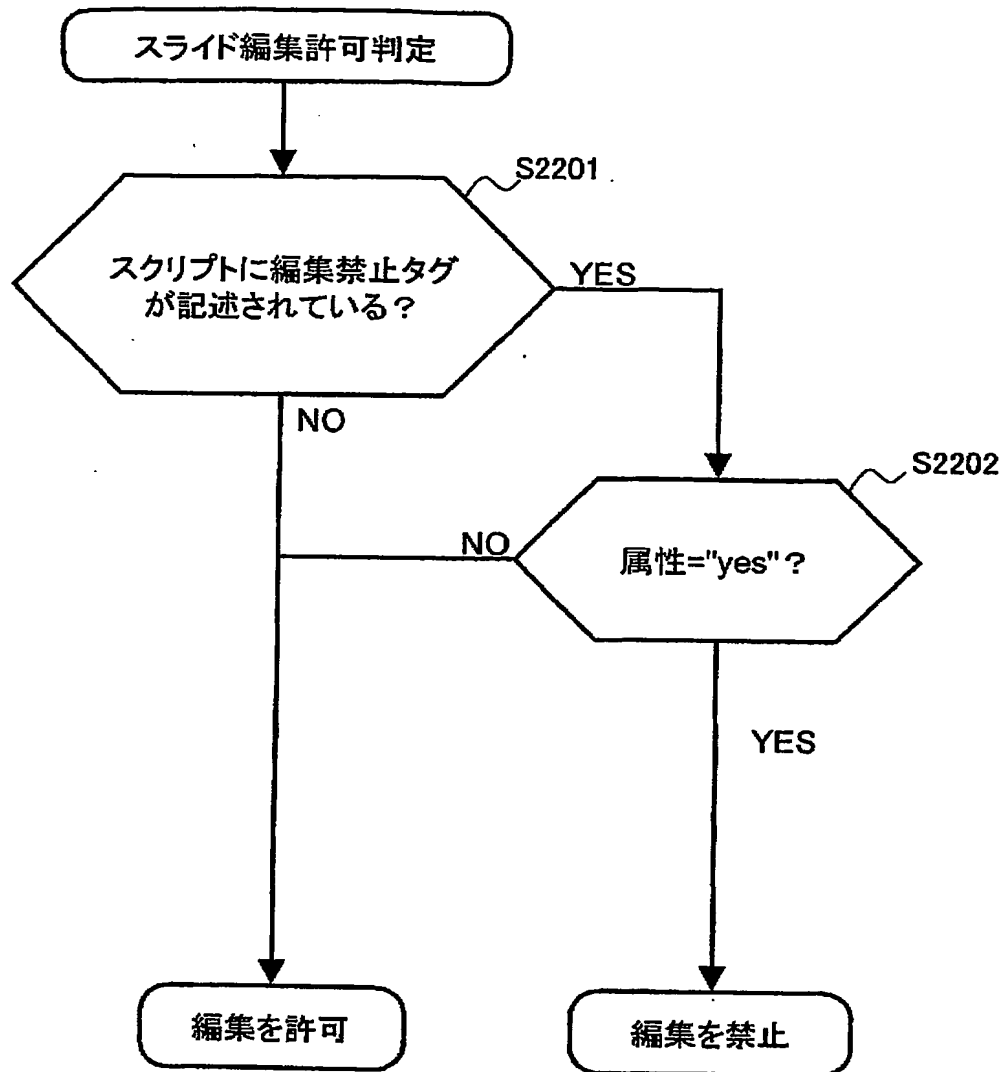 スライド編集許可判定
S2201
スクリプトに編集禁止タグ
が記述されている？
YES
NO
S2202
NO
属性="yes"？
YES
編集を許可
編集を禁止